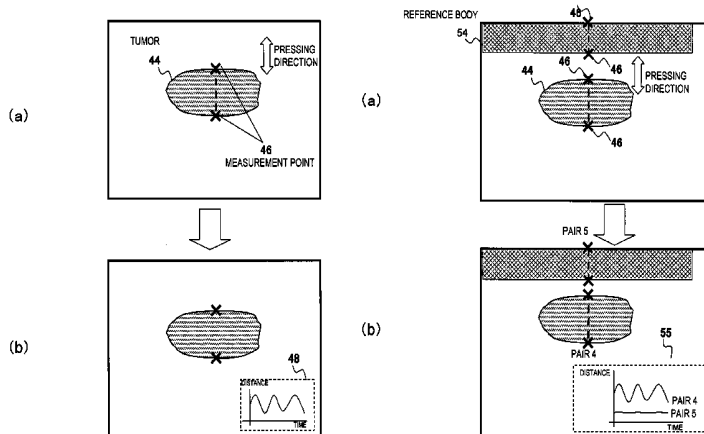 (a)
TUMOR
44
PRESSING
DIRECTION
46
MEASUREMENT POINT
(b)
48
DISTANCE
TIME
REFERENCE BODY
54
(a)
46
46
46
44
PRESSING
DIRECTION
46
PAIR 5
(b)
PAIR 4
55
DISTANCE
PAIR 4
PAIR 5
TIME